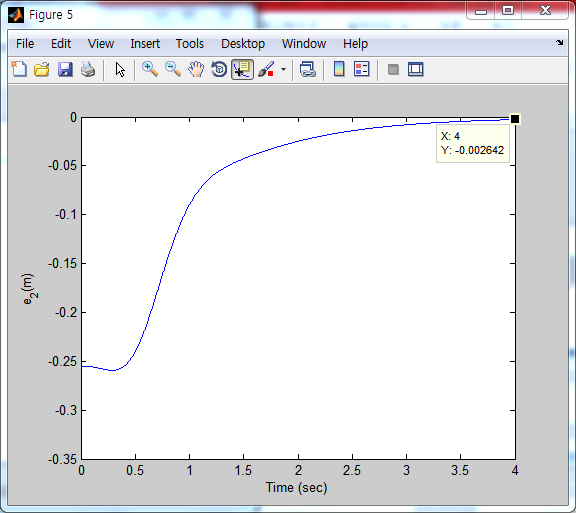 Figure 5
File Edit View Insert Tools Desktop Window Help
0
-0.05
-0.1
-0.15
-0.2
-0.25
-0.3
-0.35
e2(m)
X: 4
Y: -0.002642
0 0.5 1 1.5 2 2.5 3 3.5 4
Time (sec)